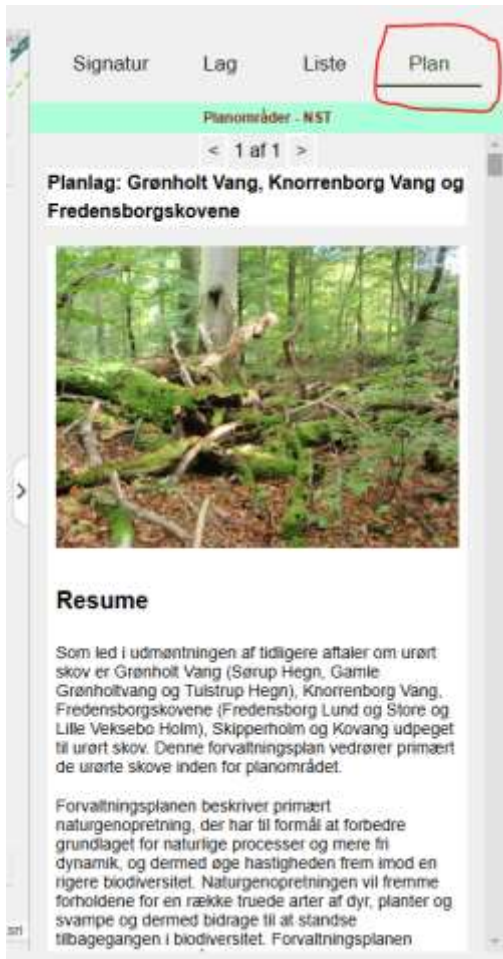 Signatur Lag Liste Plan
Planområder - NST
< 1 af 1 >
Planlag: Grønholt Vang, Knorrenborg Vang og
Fredensborgskovene
Resume
Som led i udmøntningen af tidligere aftaler om urørt
skov er Grønholt Vang (Sørup Hegn, Gamle
Grønholtvang og Tulstrup Hegn), Knorrenborg Vang,
Fredensborgskovene (Fredensborg Lund og Store og
Lille Veksebo Holm), Skipperholm og Kovang udpeget
til urørt skov. Denne forvaltningsplan vedrører primært
de urørte skove inden for planområdet.
Forvaltningsplanen beskriver primært
naturgenopretning, der har til formål at forbedre
grundlaget for naturlige processer og mere fri
dynamik, og dermed øge hastigheden frem imod en
rigere biodiversitet. Naturgenopretningen vil fremme
forholdene for en række truede arter af dyr, planter og
svampe og dermed bidrage til at standse
tilbagegangen i biodiversitet. Forvaltningsplanen
sri